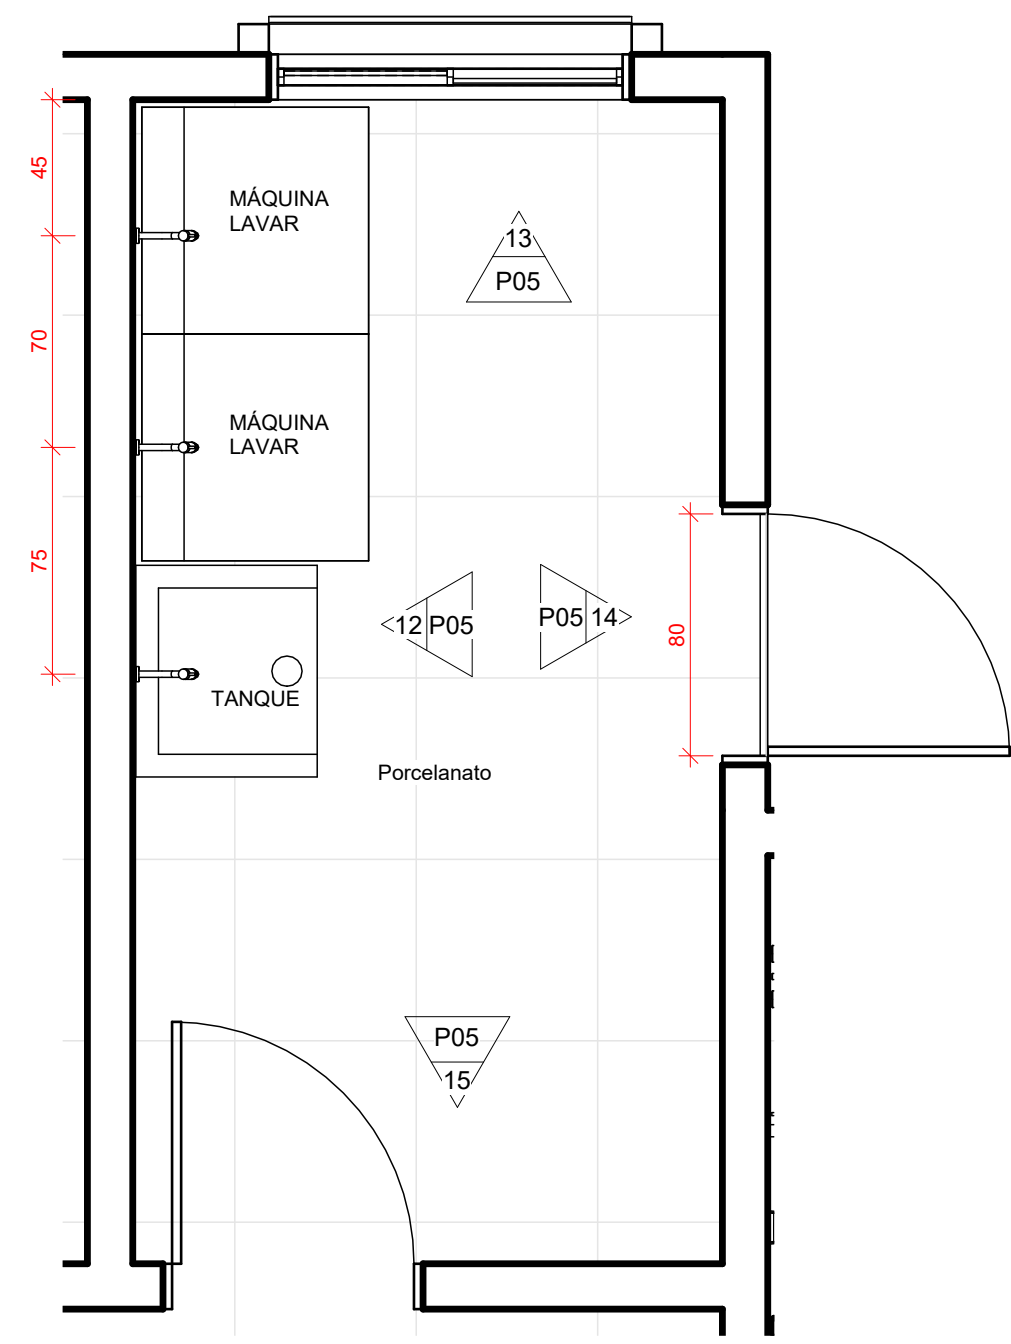 45
MÁQUINA
LAVAR
13
P05
70
MÁQUINA
LAVAR
75
12 P05
P05 14
80
TANQUE
Porcelanato
P05
15